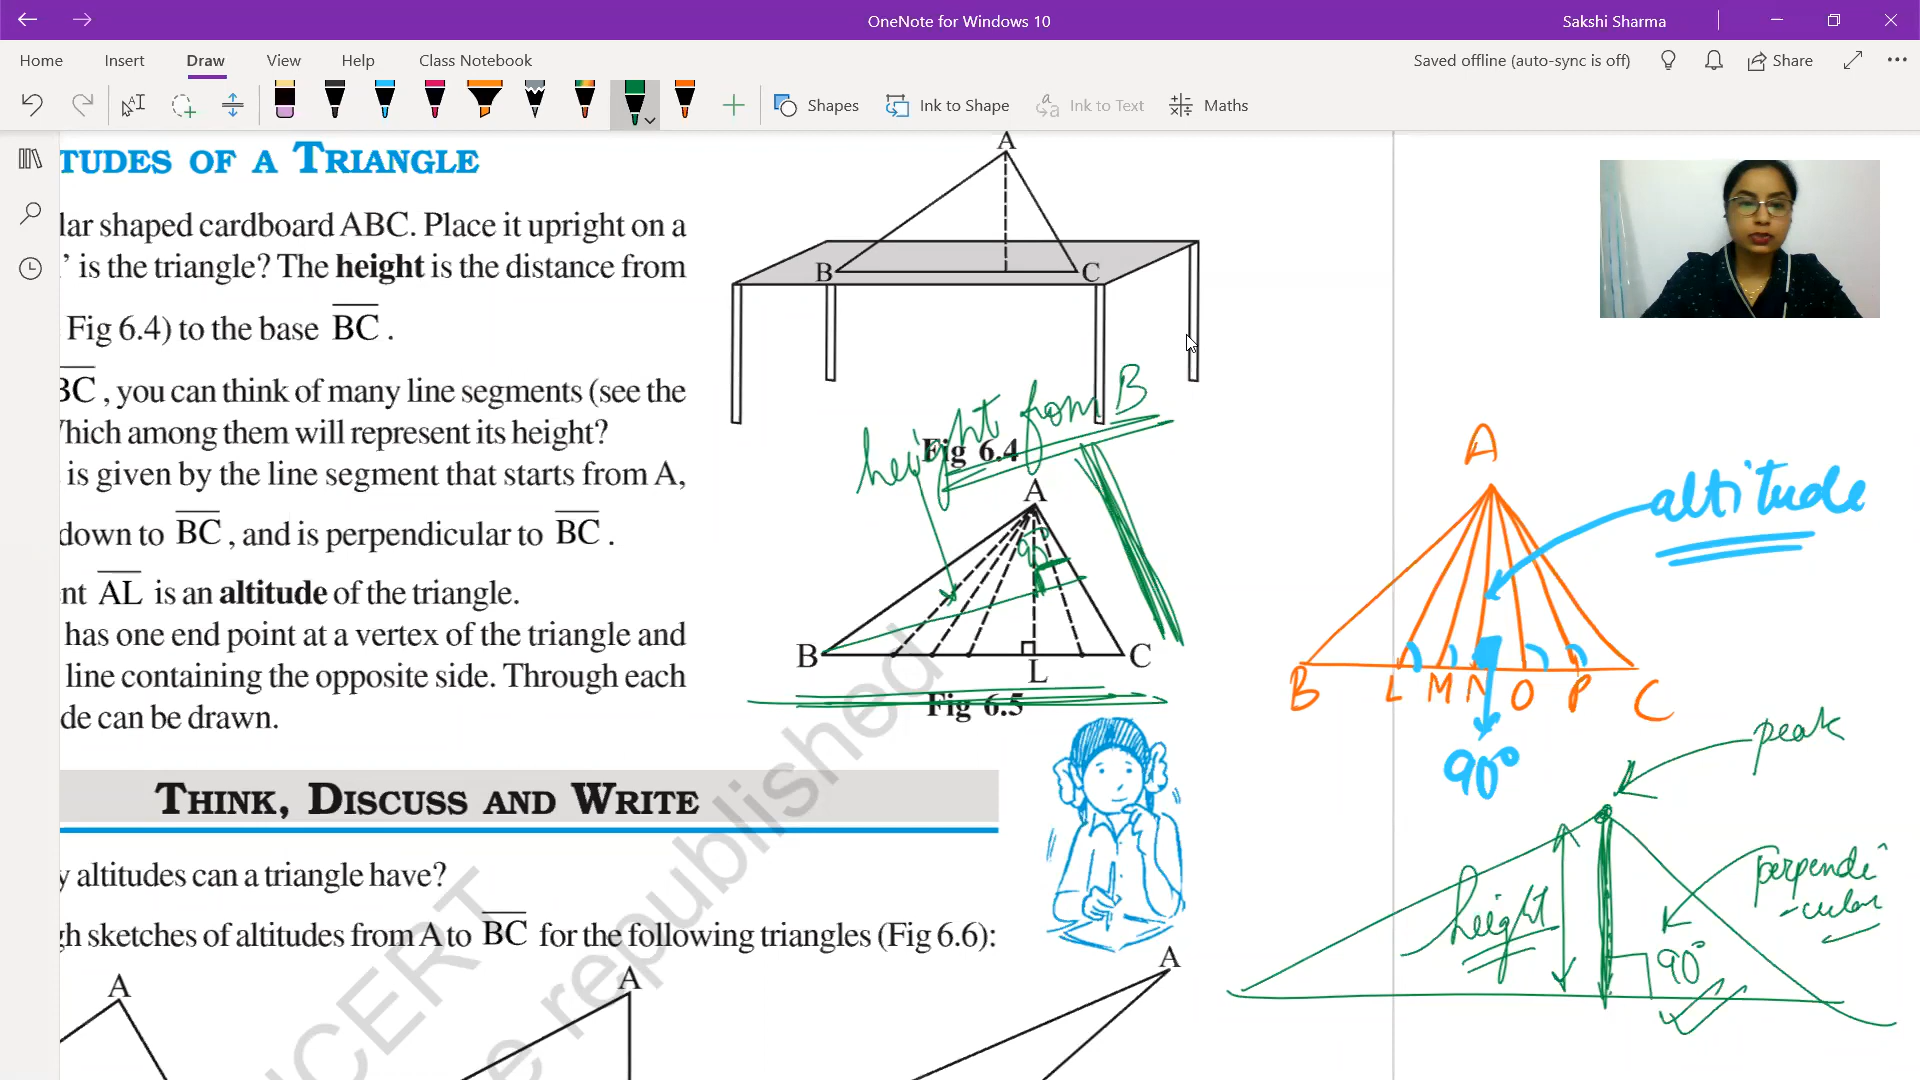 OneNote for Windows 10
Sakshi Sharma
Home Insert Draw View Help Class Notebook
Saved offline (auto-sync is off) Share
Shapes Ink to Shape Ink to Text Maths
TUDES OF A TRIANGLE
lar shaped cardboard ABC. Place it upright on a
’ is the triangle? The height is the distance from
Fig 6.4) to the base BC .
BC , you can think of many line segments (see the
Which among them will represent its height?
is given by the line segment that starts from A,
down to BC , and is perpendicular to BC .
nt AL is an altitude of the triangle.
has one end point at a vertex of the triangle and
line containing the opposite side. Through each
de can be drawn.
A
B C
height from B
Fig 6.4
A
90°
B L C
Fig 6.5
THINK, DISCUSS AND WRITE
y altitudes can a triangle have?
gh sketches of altitudes from A to BC for the following triangles (Fig 6.6):
A A A
NCERT
e republished
A
altitude
B L M N O P C
90°
peak
height
perpendi
-cular
90°